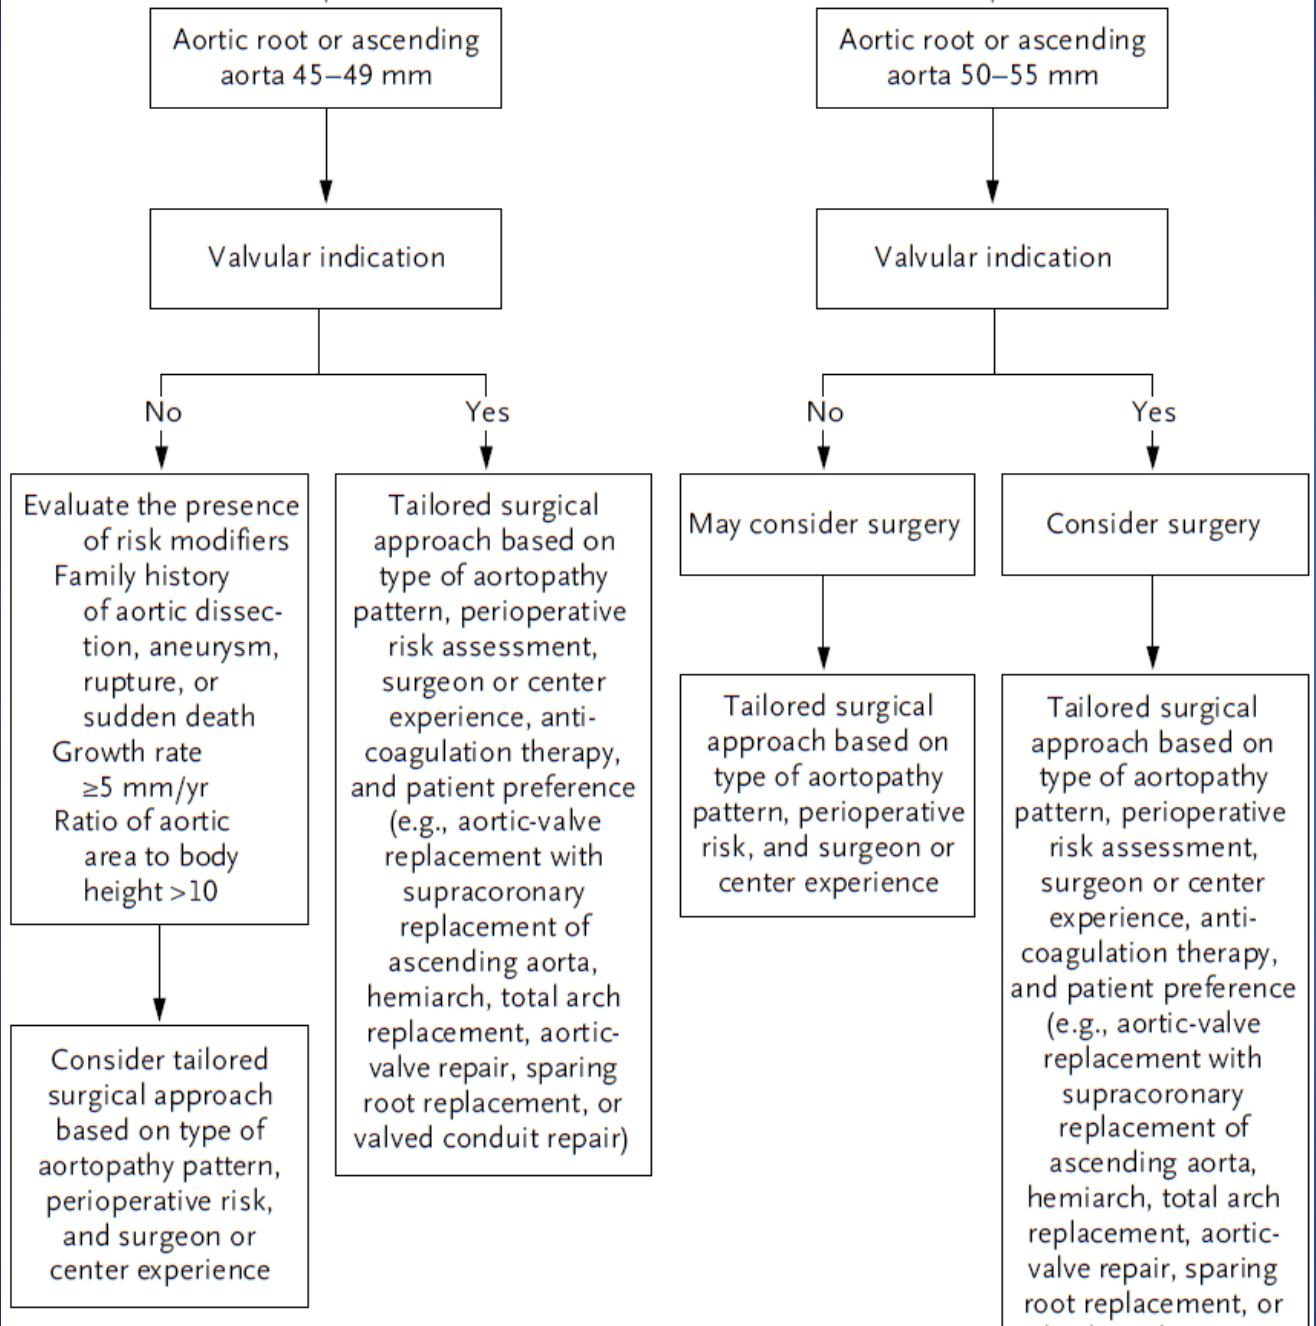 Aortic root or ascending
aorta 45–49 mm
Aortic root or ascending
aorta 50–55 mm
Valvular indication
Valvular indication
No
Yes
No
Yes
Evaluate the presence
of risk modifiers
Family history
of aortic dissec-
tion, aneurysm,
rupture, or
sudden death
Growth rate
≥5 mm/yr
Ratio of aortic
area to body
height >10
Tailored surgical
approach based on
type of aortopathy
pattern, perioperative
risk assessment,
surgeon or center
experience, anti-
coagulation therapy,
and patient preference
(e.g., aortic-valve
replacement with
supracoronary
replacement of
ascending aorta,
hemiarch, total arch
replacement, aortic-
valve repair, sparing
root replacement, or
valved conduit repair)
May consider surgery
Consider surgery
Tailored surgical
approach based on
type of aortopathy
pattern, perioperative
risk, and surgeon or
center experience
Tailored surgical
approach based on
type of aortopathy
pattern, perioperative
risk assessment,
surgeon or center
experience, anti-
coagulation therapy,
and patient preference
(e.g., aortic-valve
replacement with
supracoronary
replacement of
ascending aorta,
hemiarch, total arch
replacement, aortic-
valve repair, sparing
root replacement, or
Consider tailored
surgical approach
based on type of
aortopathy pattern,
perioperative risk,
and surgeon or
center experience